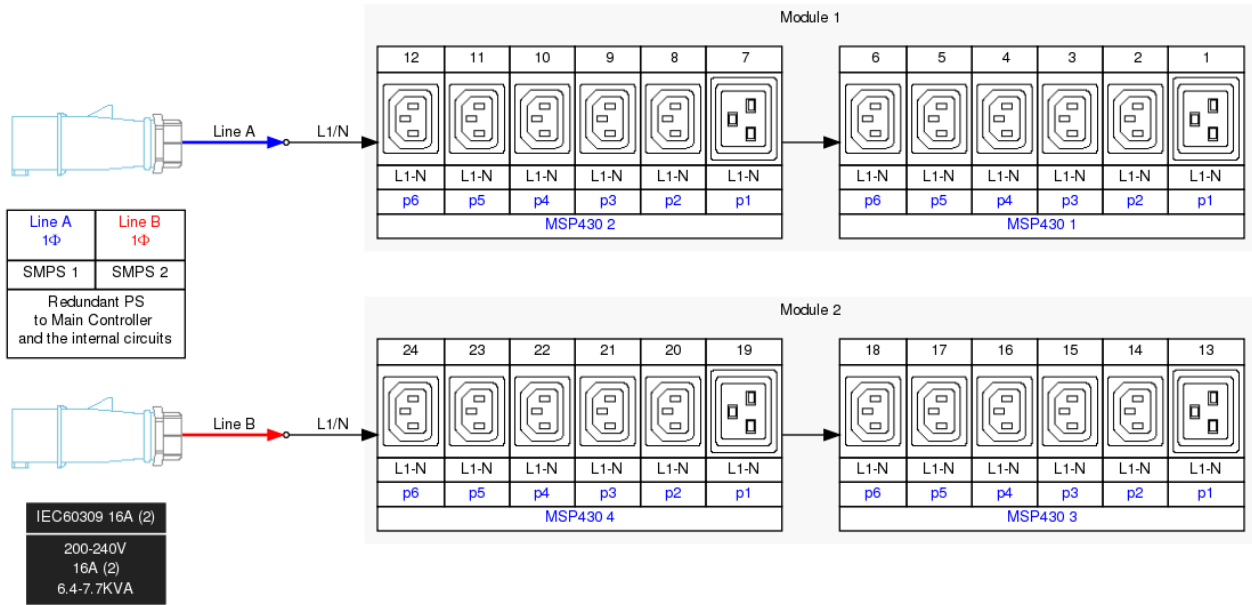 Module 1
12 11 10 9 8 7 6 5 4 3 2 1
Line A L1/N
L1-N L1-N L1-N L1-N L1-N L1-N L1-N L1-N L1-N L1-N L1-N L1-N
p6 p5 p4 p3 p2 p1 p6 p5 p4 p3 p2 p1
MSP430 2 MSP430 1
Line A Line B
1Φ 1Φ
SMPS 1 SMPS 2
Redundant PS
to Main Controller
and the internal circuits
Module 2
24 23 22 21 20 19 18 17 16 15 14 13
Line B L1/N
L1-N L1-N L1-N L1-N L1-N L1-N L1-N L1-N L1-N L1-N L1-N L1-N
p6 p5 p4 p3 p2 p1 p6 p5 p4 p3 p2 p1
MSP430 4 MSP430 3
IEC60309 16A (2)
200-240V
16A (2)
6.4-7.7KVA